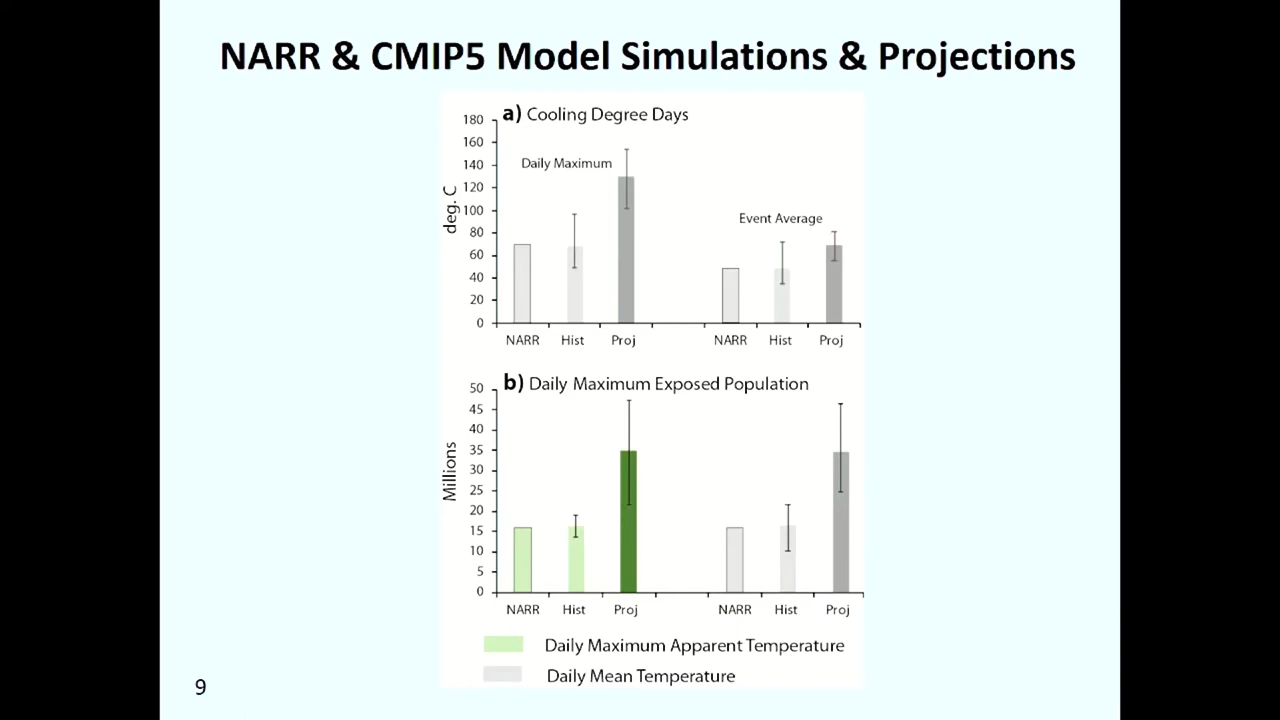 NARR & CMIP5 Model Simulations & Projections
a) Cooling Degree Days
180
160
140
120
100
80
60
40
20
0
deg. C
Daily Maximum
Event Average
NARR Hist Proj NARR Hist Proj
b) Daily Maximum Exposed Population
50
45
40
35
30
25
20
15
10
5
0
Millions
NARR Hist Proj NARR Hist Proj
Daily Maximum Apparent Temperature
Daily Mean Temperature
9